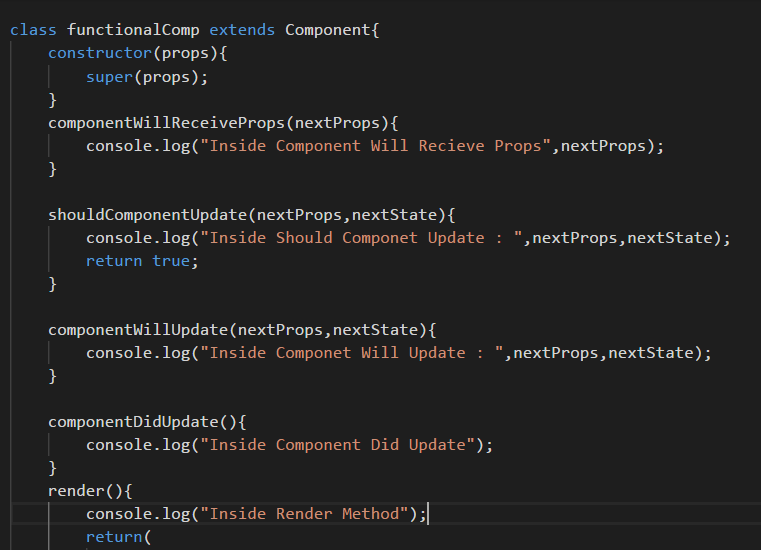 class functionalComp extends Component{
constructor(props){
super(props);
}
componentWillReceiveProps(nextProps){
console.log("Inside Component Will Recieve Props",nextProps);
}
shouldComponentUpdate(nextProps,nextState){
console.log("Inside Should Componet Update : ",nextProps,nextState);
return true;
}
componentWillUpdate(nextProps,nextState){
console.log("Inside Componet Will Update : ",nextProps,nextState);
}
componentDidUpdate(){
console.log("Inside Component Did Update");
}
render(){
console.log("Inside Render Method");
return(